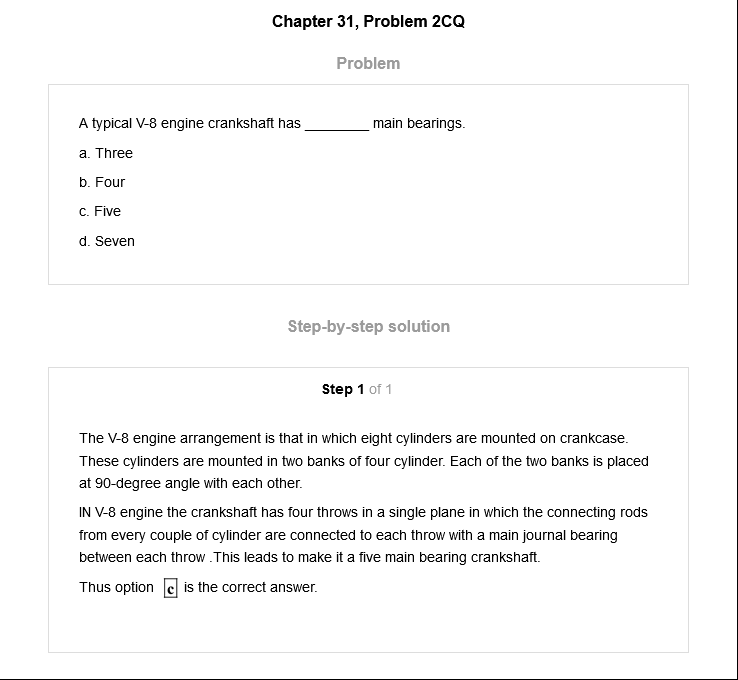 Chapter 31, Problem 2CQ
Problem
A typical V-8 engine crankshaft has ________ main bearings.
a. Three
b. Four
c. Five
d. Seven
Step-by-step solution
Step 1 of 1
The V-8 engine arrangement is that in which eight cylinders are mounted on crankcase.
These cylinders are mounted in two banks of four cylinder. Each of the two banks is placed
at 90-degree angle with each other.
IN V-8 engine the crankshaft has four throws in a single plane in which the connecting rods
from every couple of cylinder are connected to each throw with a main journal bearing
between each throw .This leads to make it a five main bearing crankshaft.
Thus option c is the correct answer.